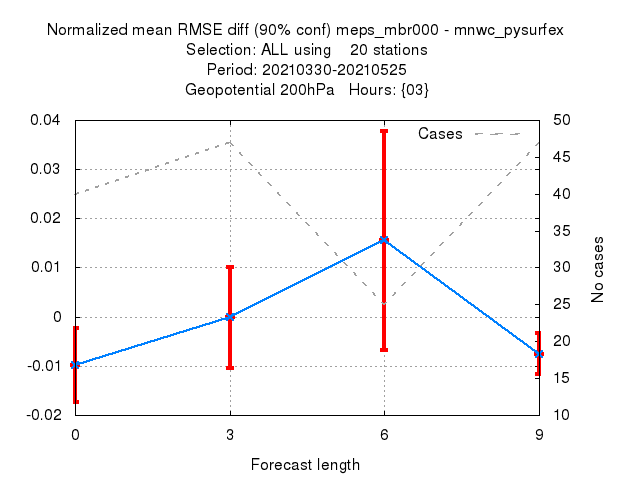 Normalized mean RMSE diff (90% conf) meps_mbr000 - mnwc_pysurfex
Selection: ALL using    20 stations
Period: 20210330-20210525
Geopotential 200hPa   Hours: {03}
0.04
0.03
0.02
0.01
0
-0.01
-0.02
Cases
50
45
40
35
30
25
20
15
10
No cases
0 3 6 9
Forecast length